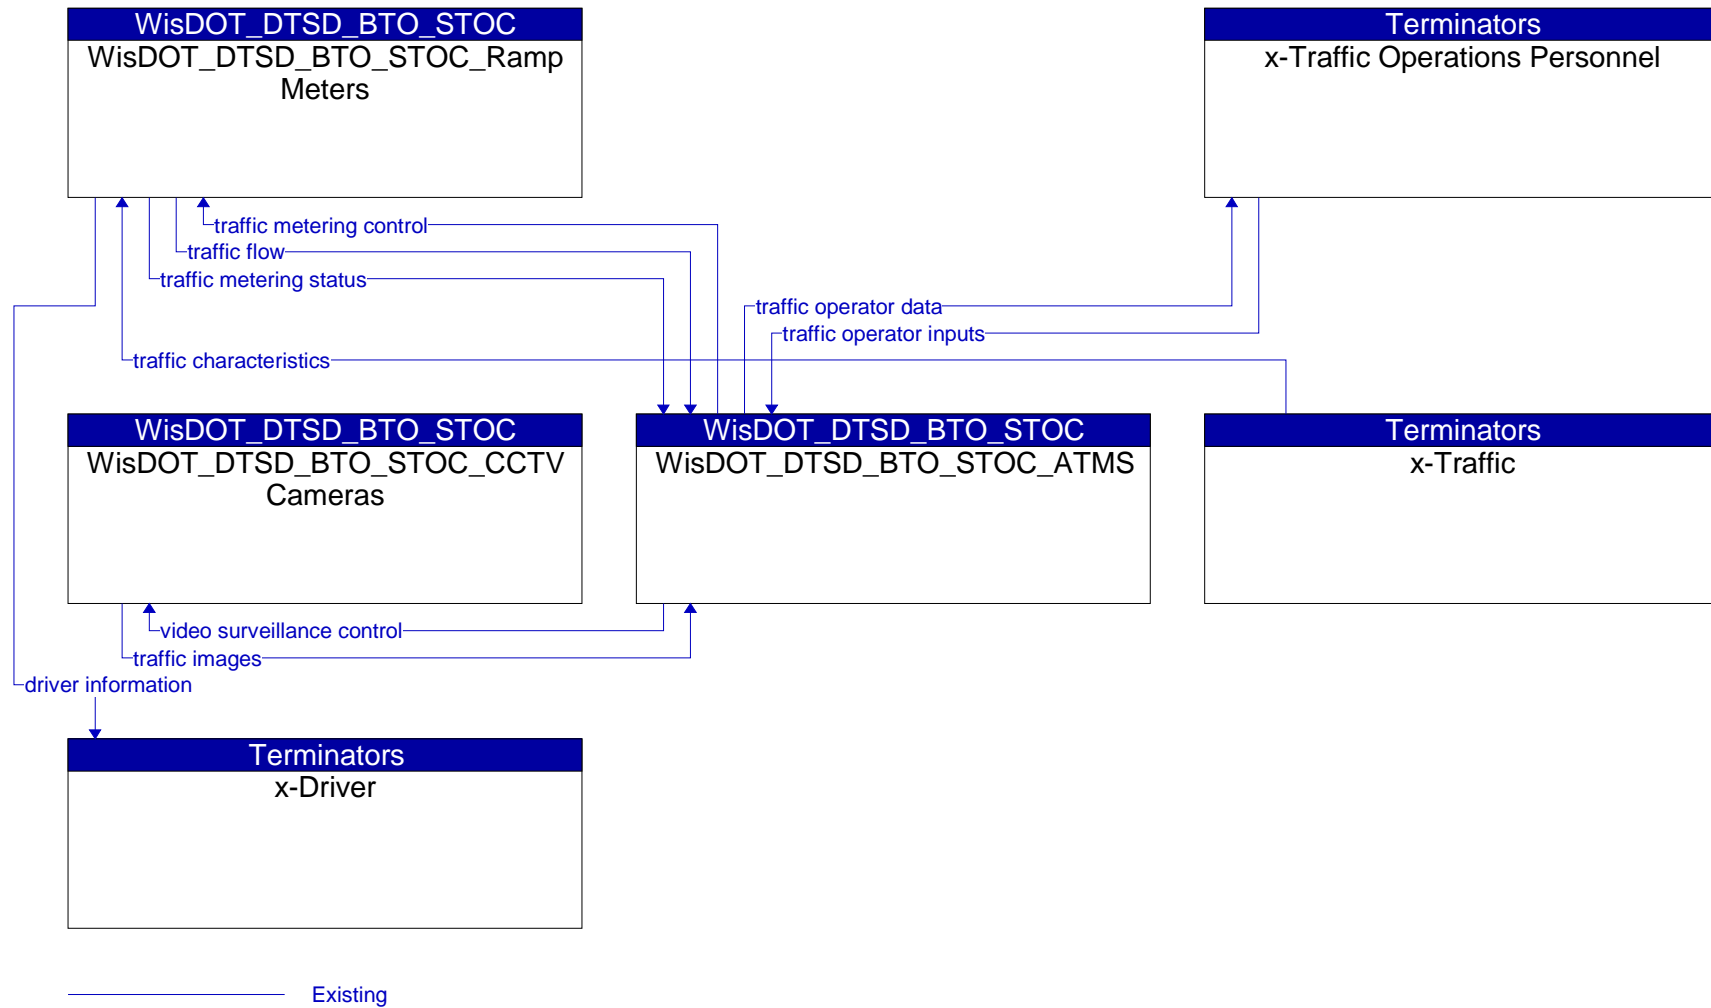 WisDOT_DTSD_BTO_STOC
WisDOT_DTSD_BTO_STOC_Ramp
Meters
Terminators
x-Traffic Operations Personnel
traffic metering control
traffic flow
traffic metering status
traffic operator data
traffic operator inputs
traffic characteristics
WisDOT_DTSD_BTO_STOC
WisDOT_DTSD_BTO_STOC_CCTV
Cameras
WisDOT_DTSD_BTO_STOC
WisDOT_DTSD_BTO_STOC_ATMS
Terminators
x-Traffic
video surveillance control
traffic images
driver information
Terminators
x-Driver
Existing